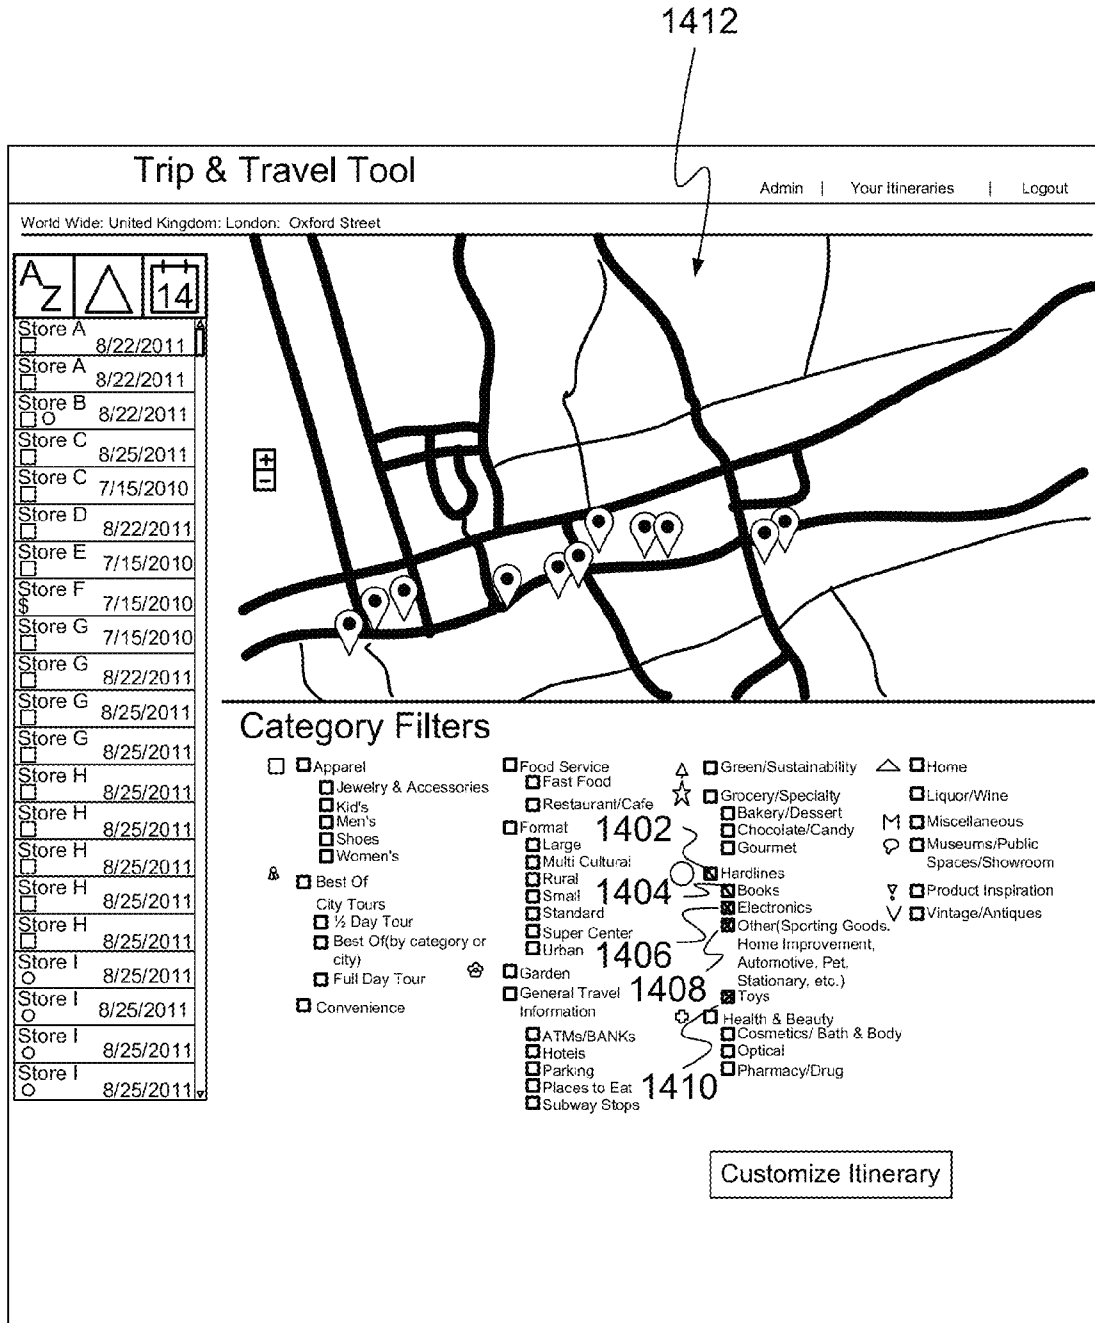 1412
Trip & Travel Tool
Admin | Your Itineraries | Logout
World Wide: United Kingdom: London: Oxford Street
A Z
14
Store A
8/22/2011
Store A
8/22/2011
Store B
8/22/2011
Store C
8/25/2011
Store C
7/15/2010
Store D
8/22/2011
Store E
7/15/2010
Store F
$ 7/15/2010
Store G
7/15/2010
Store G
8/22/2011
Store G
8/25/2011
Store G
8/25/2011
Store H
8/25/2011
Store H
8/25/2011
Store H
8/25/2011
Store H
8/25/2011
Store H
8/25/2011
Store I
8/25/2011
Store I
8/25/2011
Store I
8/25/2011
Store I
8/25/2011
+
-
Category Filters
Apparel
Jewelry & Accessories
Kid's
Men's
Shoes
Women's
Best Of
City Tours
½ Day Tour
Best Of(by category or
city)
Full Day Tour
Convenience
Food Service
Fast Food
Restaurant/Cafe
Format
Large
Multi Cultural
Rural
Small
Standard
Super Center
Urban
Garden
General Travel
Information
ATMs/BANKs
Hotels
Parking
Places to Eat
Subway Stops
1402
1404
1406
1408
1410
Green/Sustainability
Grocery/Specialty
Bakery/Dessert
Chocolate/Candy
Gourmet
Hardlines
Books
Electronics
Other(Sporting Goods.
Home Improvement,
Automotive, Pet,
Stationary, etc.)
Toys
Health & Beauty
Cosmetics/ Bath & Body
Optical
Pharmacy/Drug
Home
Liquor/Wine
M Miscellaneous
Museums/Public
Spaces/Showroom
Product Inspiration
V Vintage/Antiques
Customize Itinerary